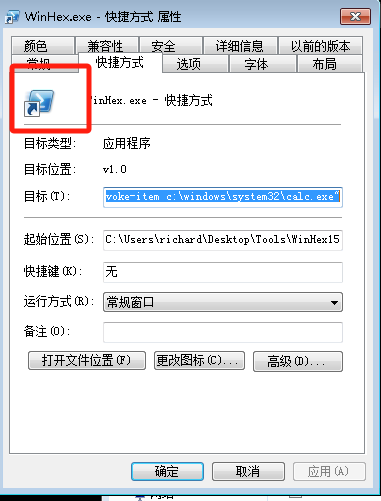 WinHex.exe - 快捷方式 属性
颜色 兼容性 安全 详细信息 以前的版本
常规 快捷方式 选项 字体 布局
WinHex.exe - 快捷方式
目标类型: 应用程序
目标位置: v1.0
目标(T): voke-item c:\windows\system32\calc.exe"
起始位置(S): C:\Users\richard\Desktop\Tools\WinHex15
快捷键(K): 无
运行方式(R): 常规窗口
备注(O):
打开文件位置(F) 更改图标(C)... 高级(D)...
确定 取消 应用(A)
网络